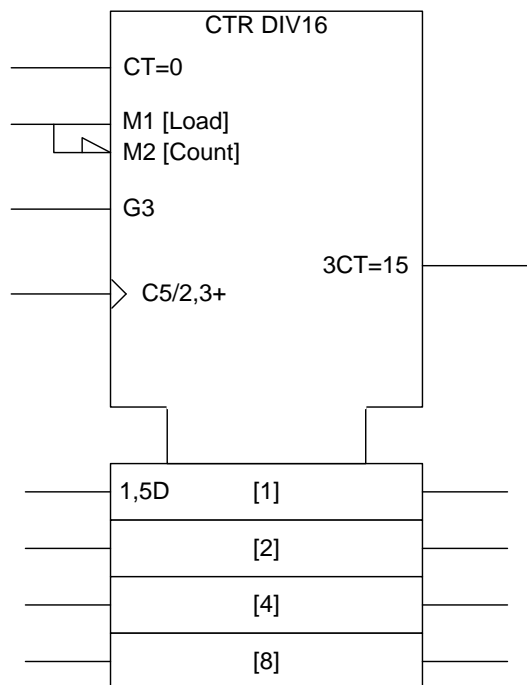 CTR DIV16
CT=0
M1 [Load]
M2 [Count]
G3
3CT=15
C5/2,3+
1,5D [1]
[2]
[4]
[8]